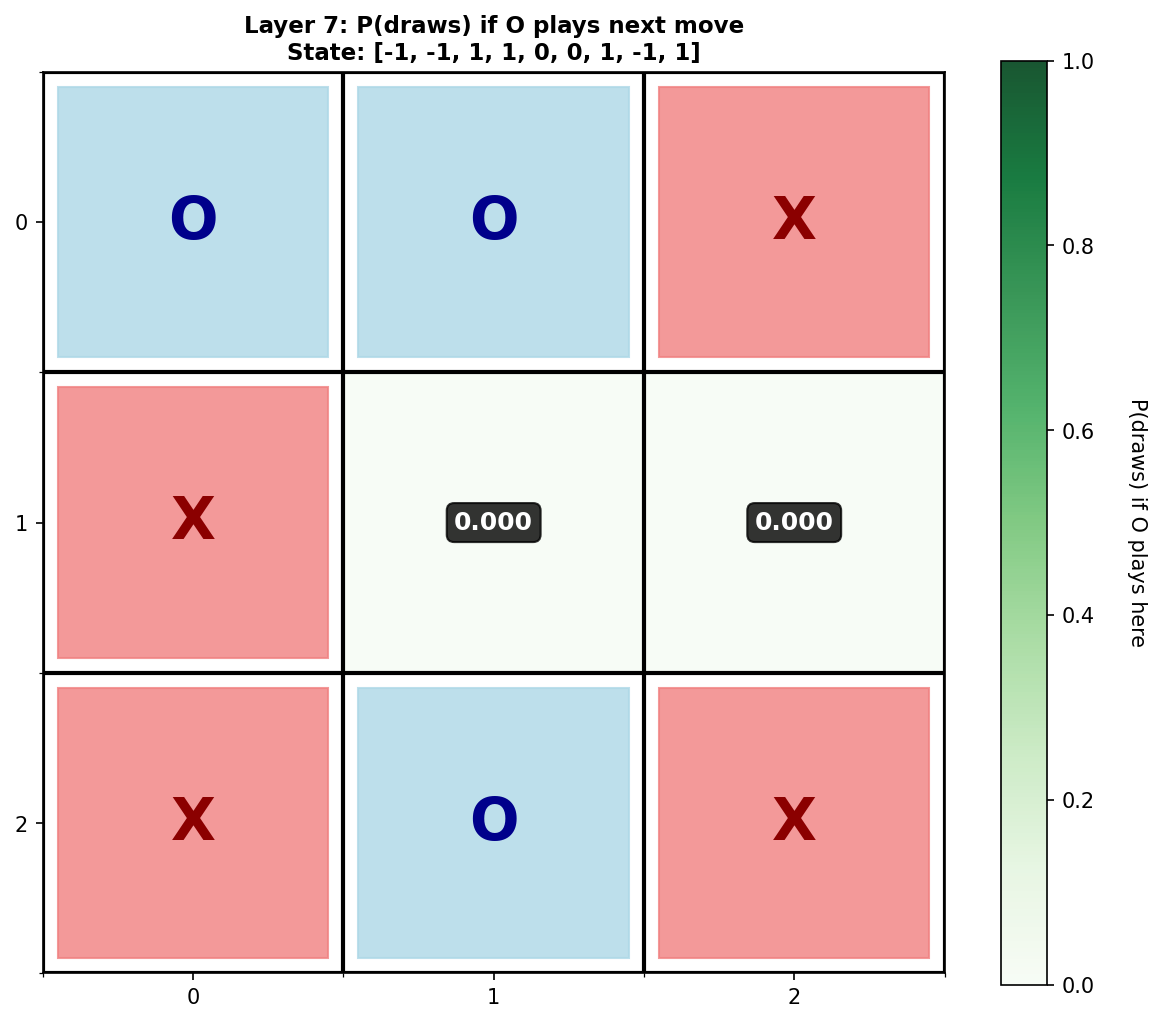 Layer 7: P(draws) if O plays next move
State: [-1, -1, 1, 1, 0, 0, 1, -1, 1]
0
O
O
X
1
X
0.000
0.000
2
X
O
X
0
1
2
1.0
0.8
0.6
0.4
0.2
0.0
P(draws) if O plays here